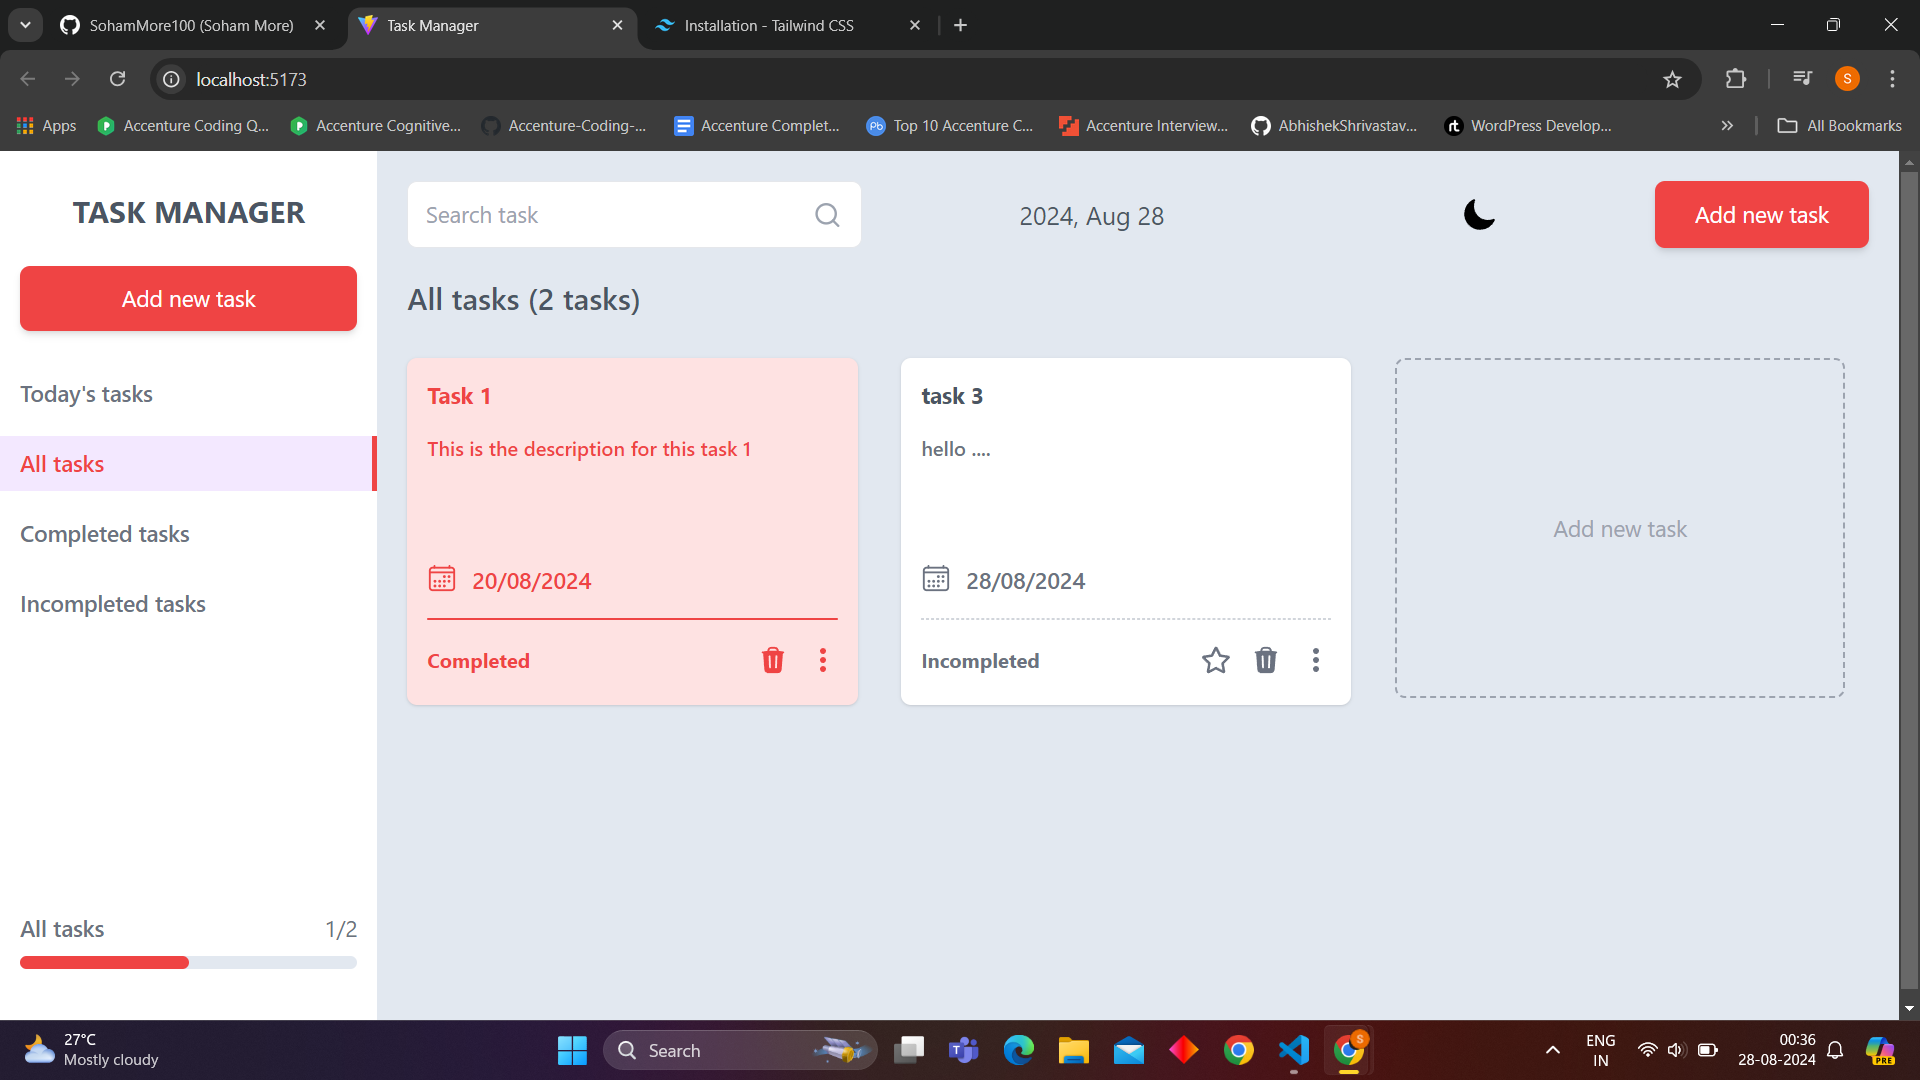 SohamMore100 (Soham More)
Task Manager
Installation - Tailwind CSS
localhost:5173
S
Apps
Accenture Coding Q...
Accenture Cognitive...
Accenture-Coding-...
Accenture Complet...
Top 10 Accenture C...
Accenture Interview...
AbhishekShrivastav...
rt
WordPress Develop...
All Bookmarks
TASK MANAGER
Add new task
Today's tasks
All tasks
Completed tasks
Incompleted tasks
All tasks
1/2
Search task
2024, Aug 28
Add new task
All tasks (2 tasks)
Task 1
This is the description for this task 1
20/08/2024
Completed
task 3
hello ....
28/08/2024
Incompleted
Add new task
27°C
Mostly cloudy
Search
S
ENG
IN
00:36
28-08-2024
PRE